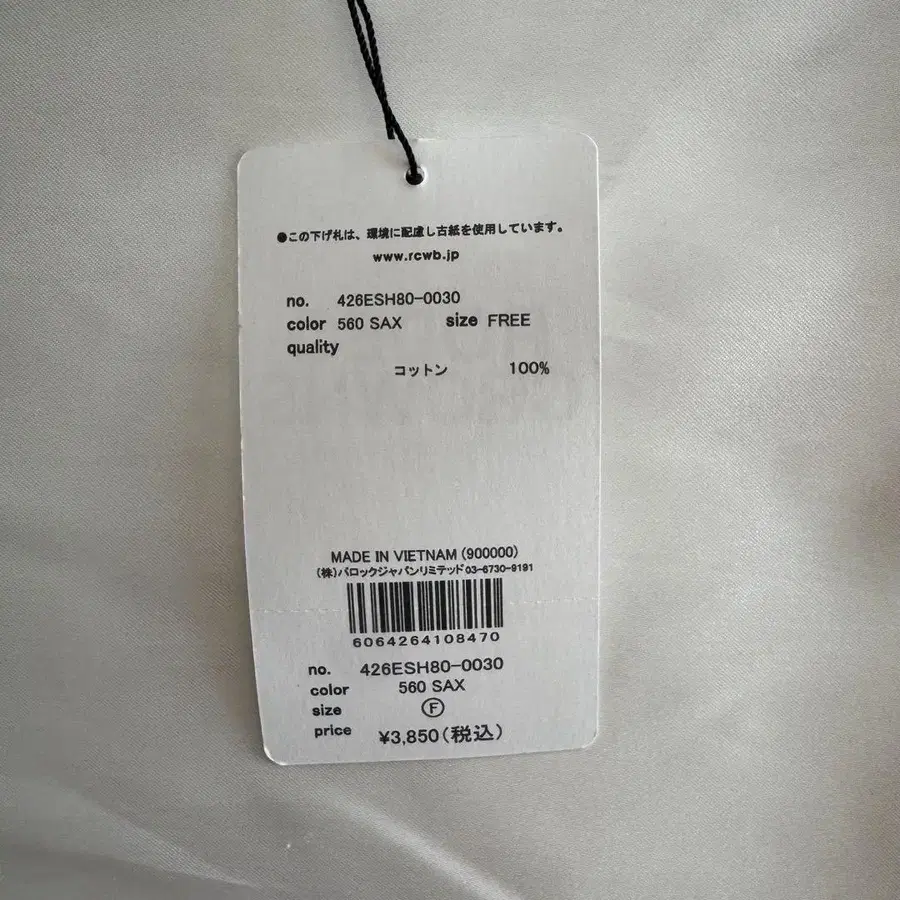 ●この下げ札は、環境に配慮し古紙を使用しています。
www.rcwb.jp
no. 426ESH80-0030
color 560 SAX size FREE
quality
コットン 100%
MADE IN VIETNAM (900000)
(株)バロックジャパンリミテッド03-6730-9191
6064264108470
no. 426ESH80-0030
color 560 SAX
size Ⓕ
price ¥3,850(税込)